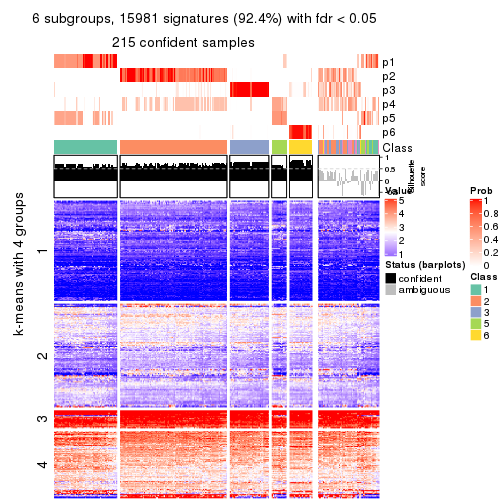 6 subgroups, 15981 signatures (92.4%) with fdr < 0.05
215 confident samples
p1
p2
p3
p4
p5
p6
Class
1
0.5
0
Silhouette
score
k-means with 4 groups
1
2
3
4
Value
5
4
3
2
1
Status (barplots)
confident
ambiguous
Prob
1
0.8
0.6
0.4
0.2
0
Class
1
2
3
5
6